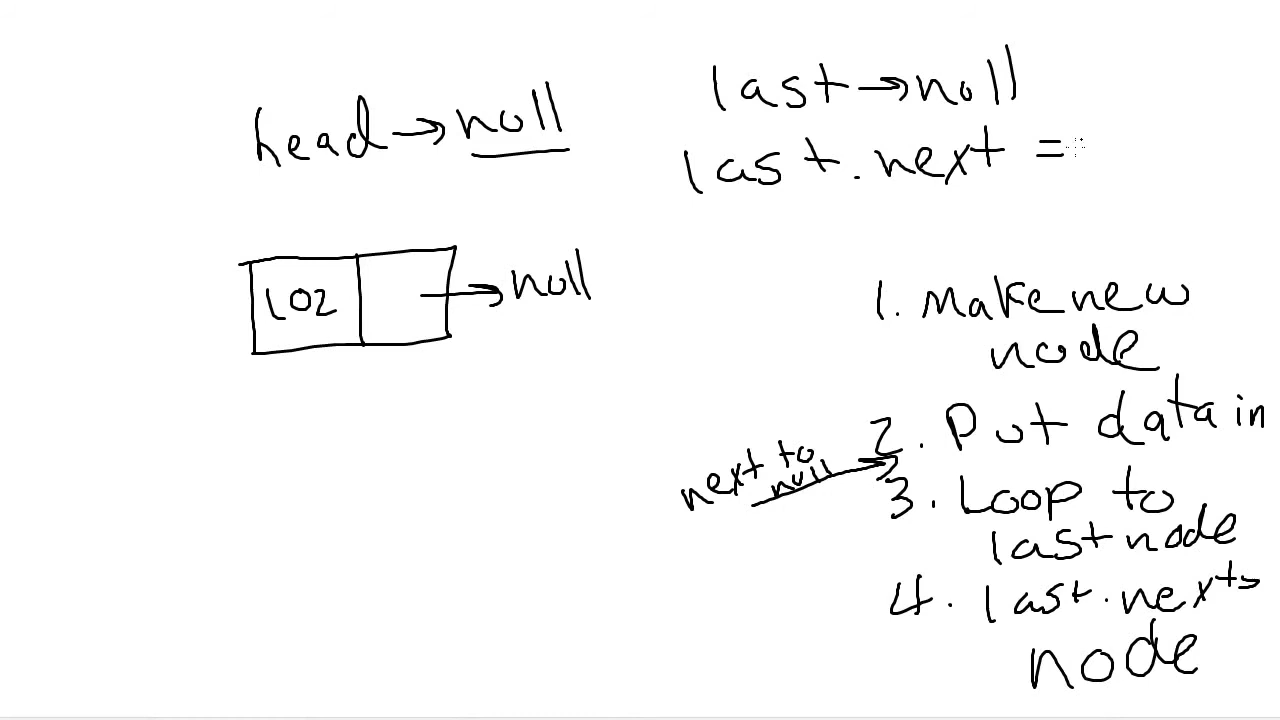 head → null
last → null
last.next =
102 → null
1. Make new
node
2. Put data in
next to
null
3. Loop to
last node
4. last.next →
node